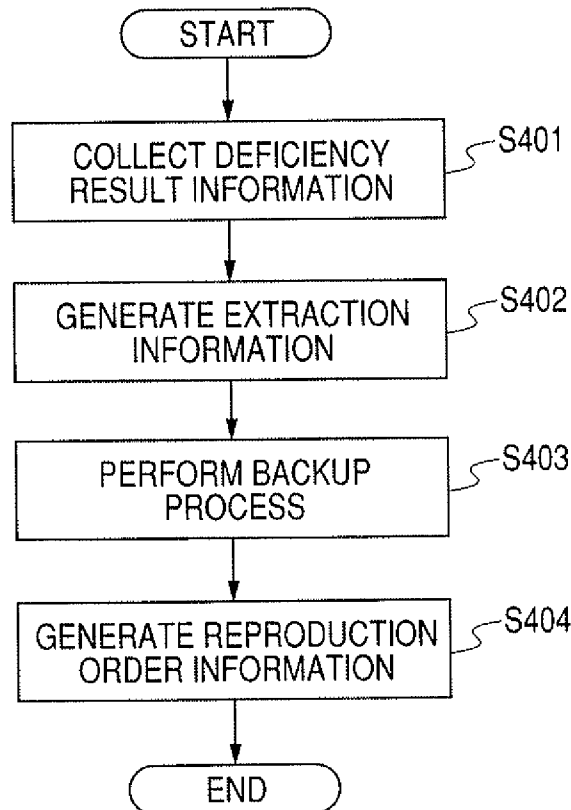 START
COLLECT DEFICIENCY
RESULT INFORMATION
S401
GENERATE EXTRACTION
INFORMATION
S402
PERFORM BACKUP
PROCESS
S403
GENERATE REPRODUCTION
ORDER INFORMATION
S404
END